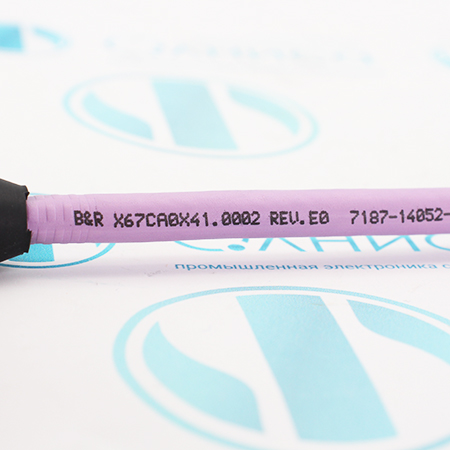 B&R X67CA0X41.0002 REV.E0 7187-14052-
промышленная электроника с